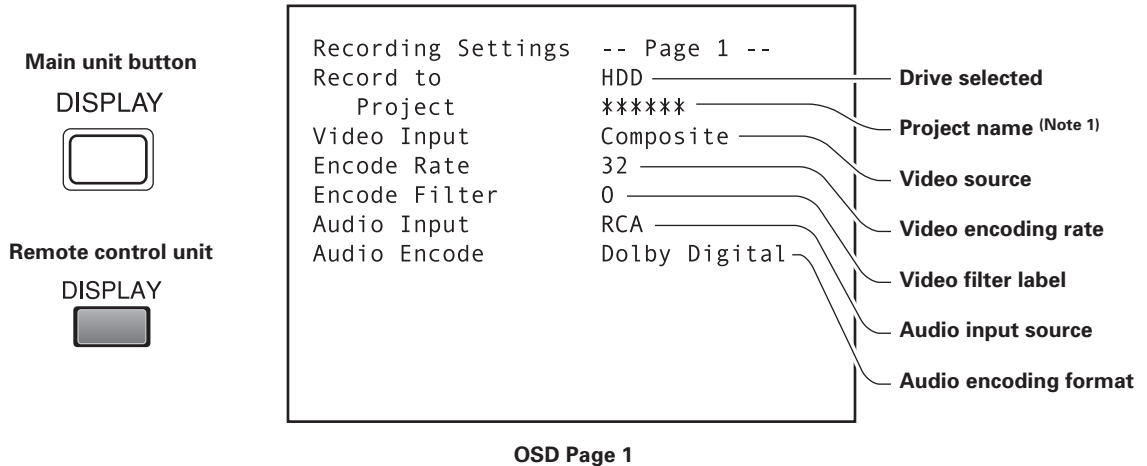 Main unit button
DISPLAY
Remote control unit
DISPLAY
Recording Settings -- Page 1 --
Record to HDD
Project ******
Video Input Composite
Encode Rate 32
Encode Filter 0
Audio Input RCA
Audio Encode Dolby Digital
Drive selected
Project name (Note 1)
Video source
Video encoding rate
Video filter label
Audio input source
Audio encoding format
OSD Page 1